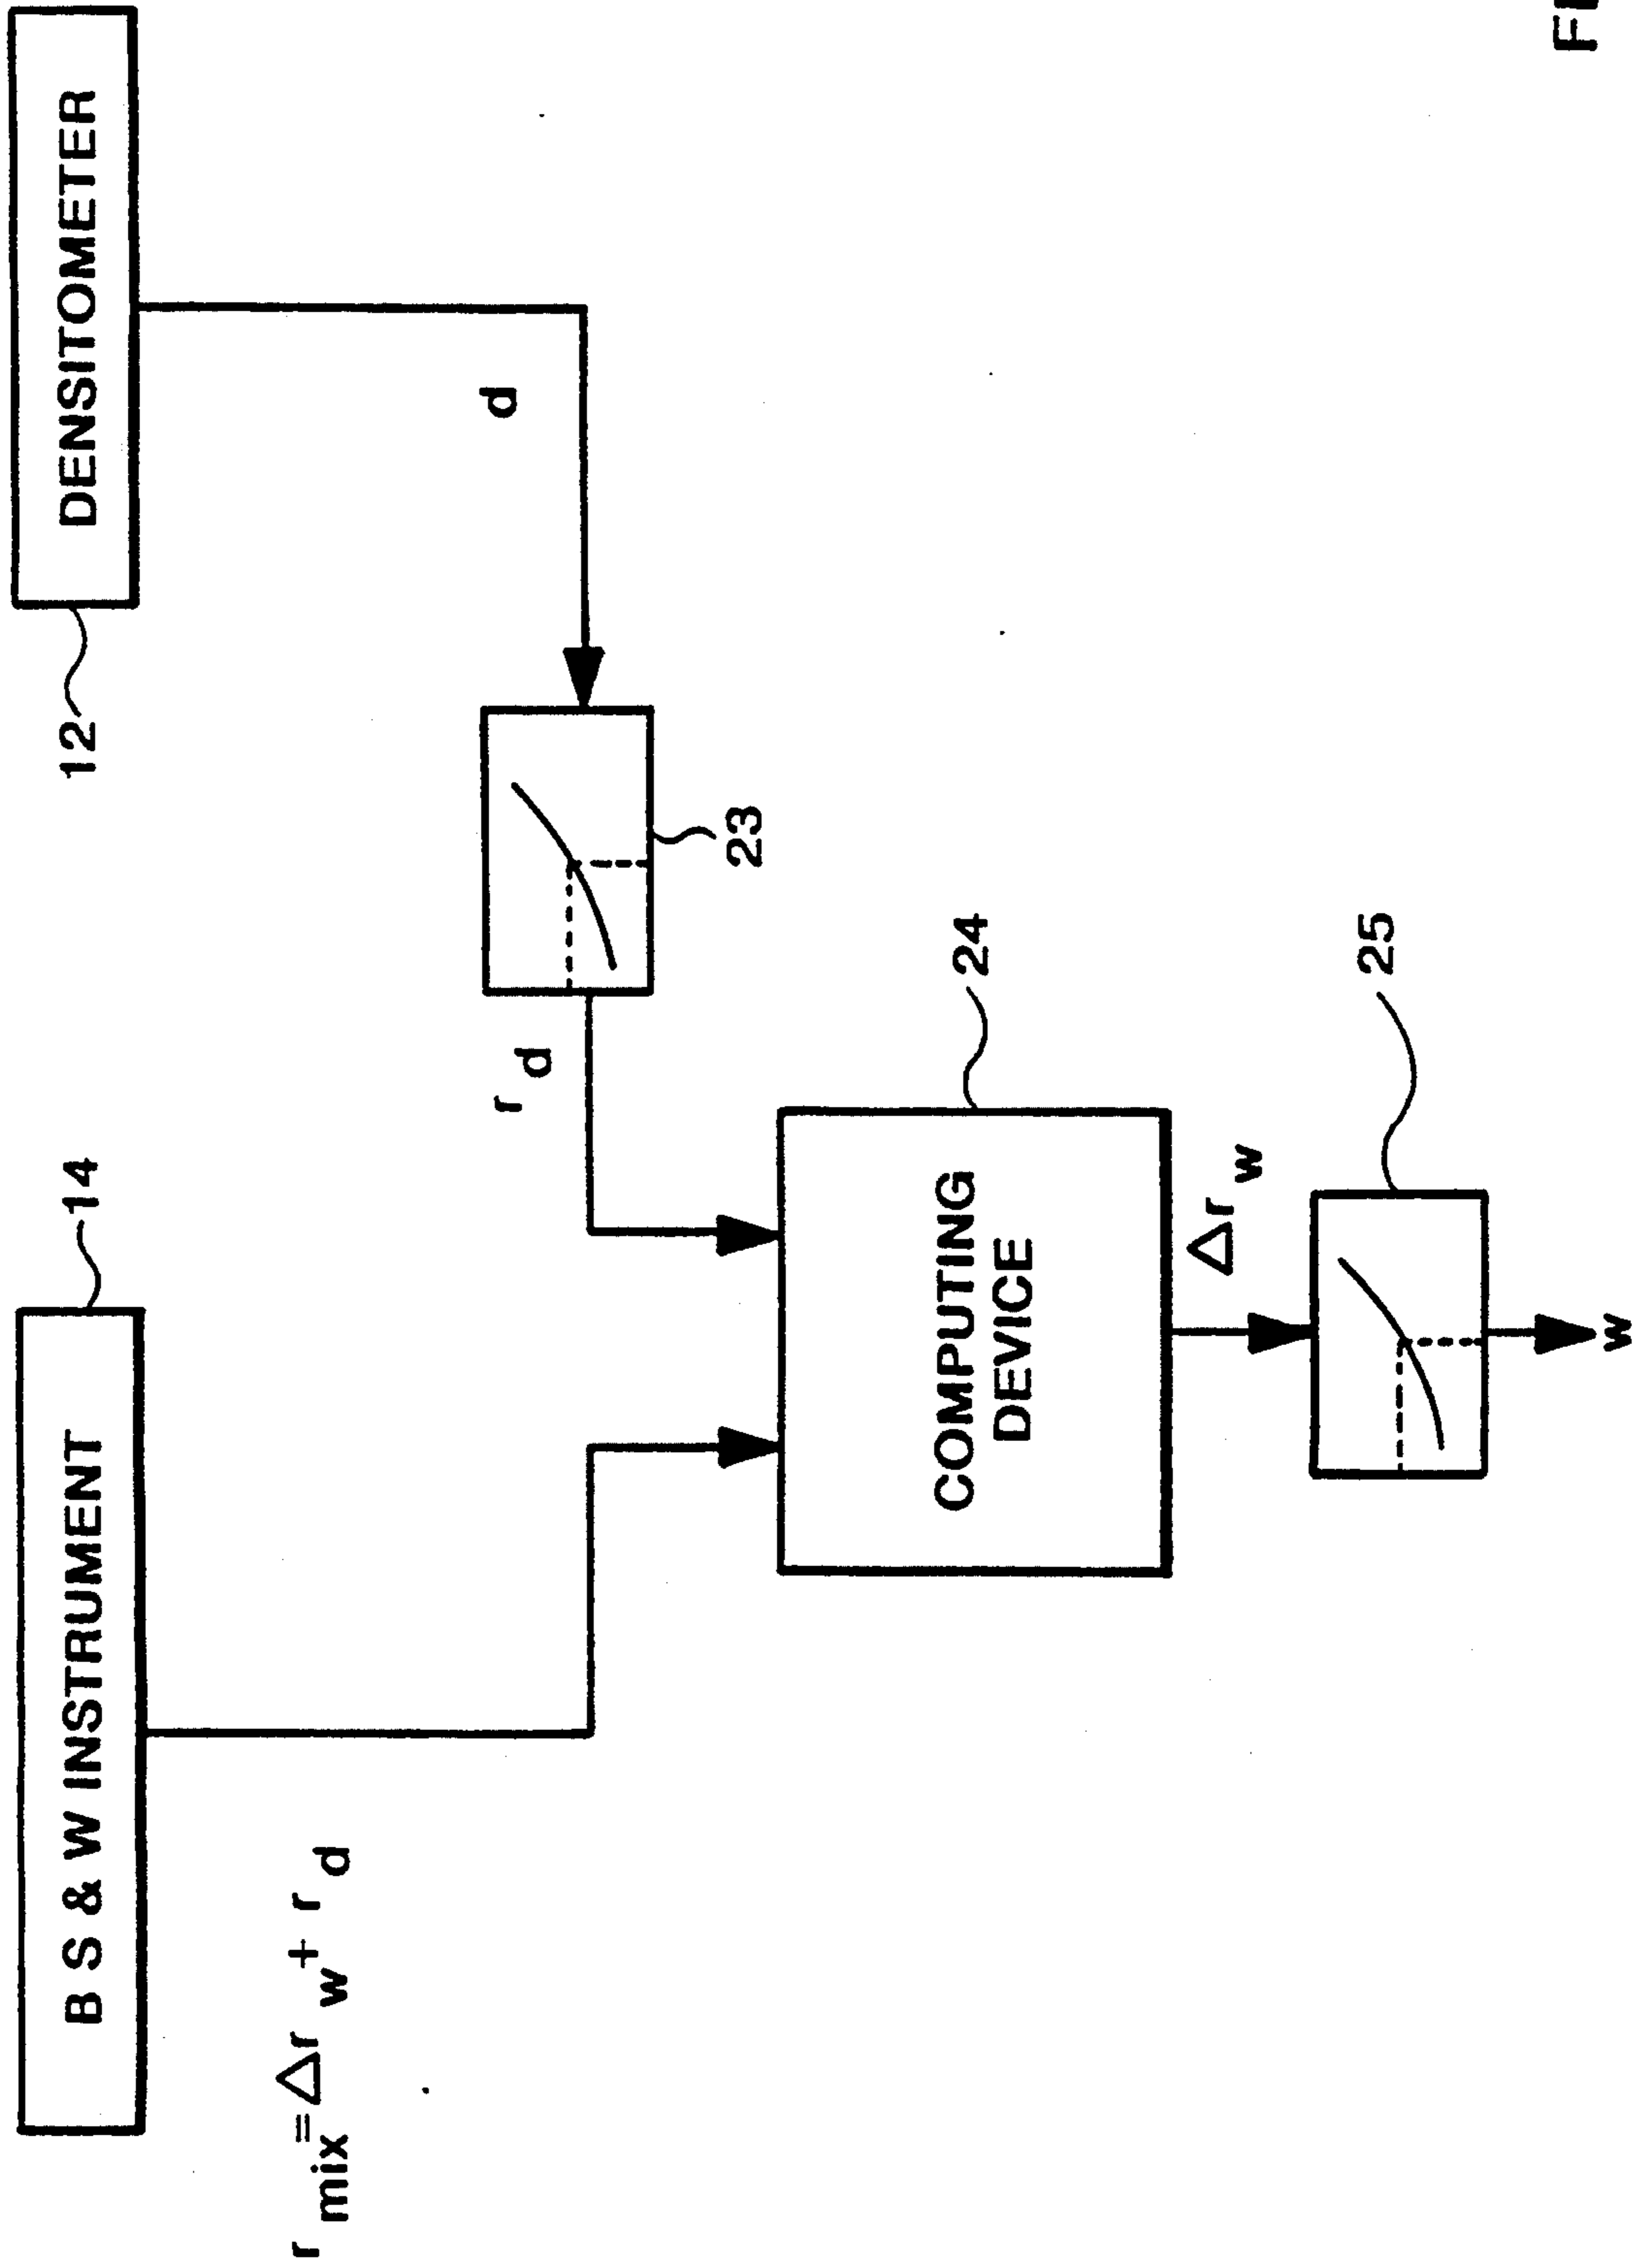 B S & W INSTRUMENT
14
DENSITOMETER
12
r mix = Δr w + r d
d
r d
23
COMPUTING
DEVICE
24
Δr w
25
w